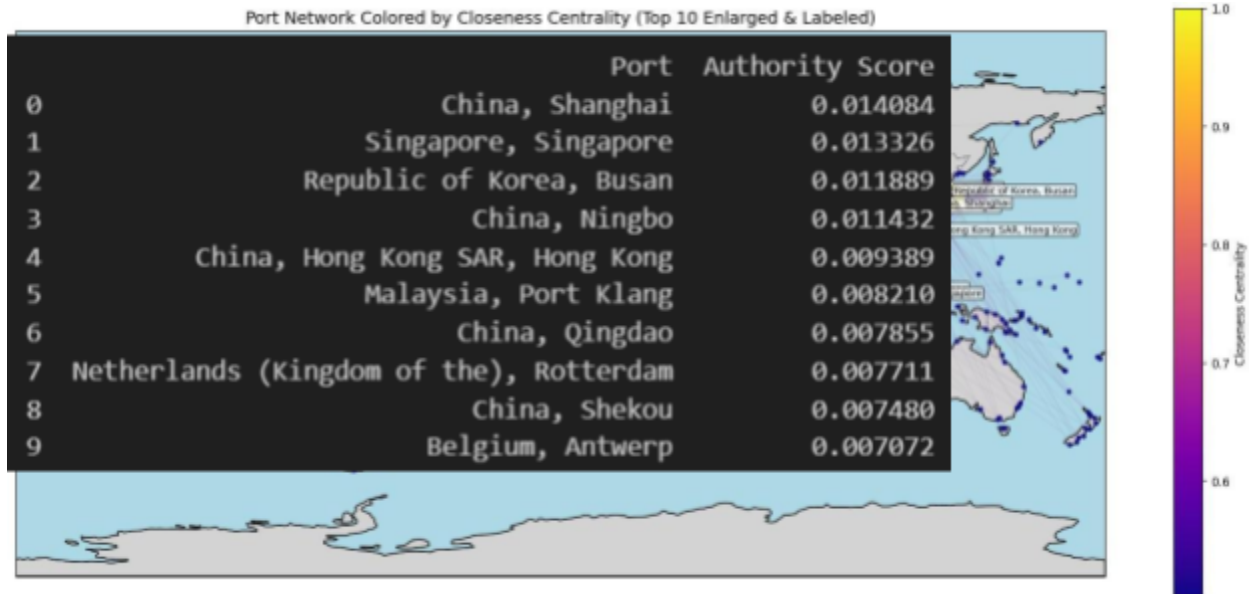 Port Network Colored by Closeness Centrality (Top 10 Enlarged & Labeled)
Port Authority Score
0 China, Shanghai 0.014084
1 Singapore, Singapore 0.013326
2 Republic of Korea, Busan 0.011889
3 China, Ningbo 0.011432
4 China, Hong Kong SAR, Hong Kong 0.009389
5 Malaysia, Port Klang 0.008210
6 China, Qingdao 0.007855
7 Netherlands (Kingdom of the), Rotterdam 0.007711
8 China, Shekou 0.007480
9 Belgium, Antwerp 0.007072
Republic of Korea, Busan
Shanghai
ong Kong SAR, Hong Kong
apore
1.0
0.9
0.8
0.7
0.6
Closeness Centrality